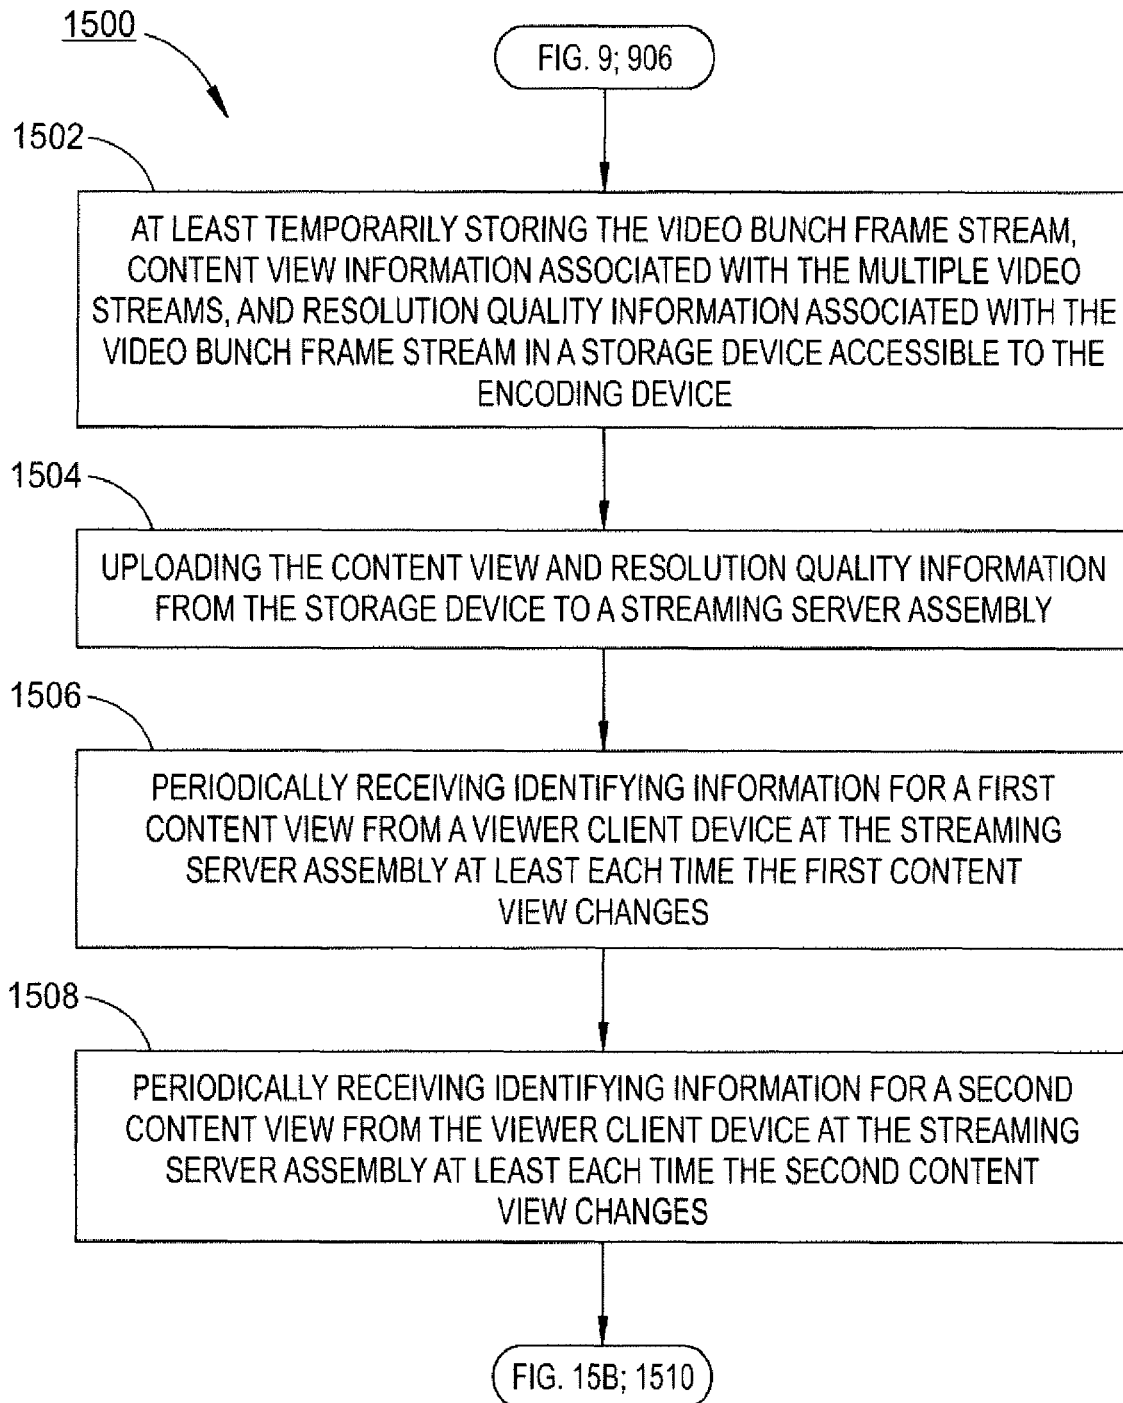 1500
FIG. 9; 906
1502
AT LEAST TEMPORARILY STORING THE VIDEO BUNCH FRAME STREAM,
CONTENT VIEW INFORMATION ASSOCIATED WITH THE MULTIPLE VIDEO
STREAMS, AND RESOLUTION QUALITY INFORMATION ASSOCIATED WITH THE
VIDEO BUNCH FRAME STREAM IN A STORAGE DEVICE ACCESSIBLE TO THE
ENCODING DEVICE
1504
UPLOADING THE CONTENT VIEW AND RESOLUTION QUALITY INFORMATION
FROM THE STORAGE DEVICE TO A STREAMING SERVER ASSEMBLY
1506
PERIODICALLY RECEIVING IDENTIFYING INFORMATION FOR A FIRST
CONTENT VIEW FROM A VIEWER CLIENT DEVICE AT THE STREAMING
SERVER ASSEMBLY AT LEAST EACH TIME THE FIRST CONTENT
VIEW CHANGES
1508
PERIODICALLY RECEIVING IDENTIFYING INFORMATION FOR A SECOND
CONTENT VIEW FROM THE VIEWER CLIENT DEVICE AT THE STREAMING
SERVER ASSEMBLY AT LEAST EACH TIME THE SECOND CONTENT
VIEW CHANGES
FIG. 15B; 1510